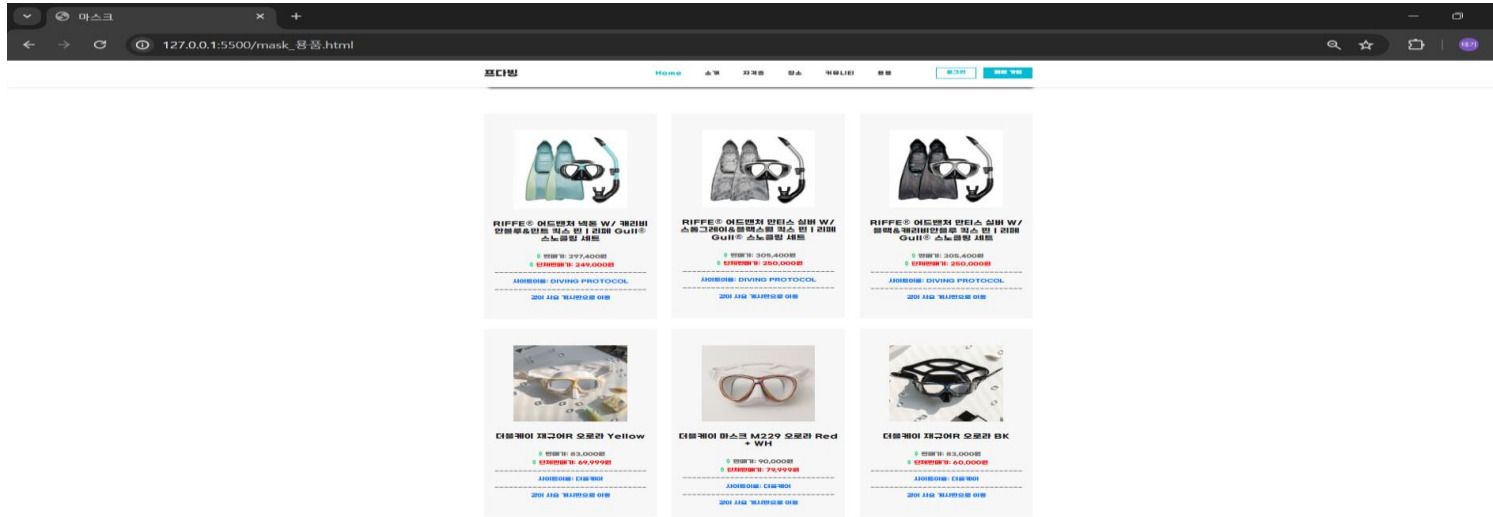 마스크
127.0.0.1:5500/mask_용품.html
프다빙 Home 소개 자격증 장소 커뮤니티 용품 로그인 회원 가입
RIFFE® 어드밴처 넥톤 W/ 캐리비
안블루&민트 믹스 핀 | 리페 Gull®
스노클링 세트
판매가: 297,400원
단체판매가: 249,000원
사이트이름: DIVING PROTOCOL
같이 사요 게시판으로 이동
RIFFE® 어드밴처 만티스 실버 W/
스톰그레이&블랙스웜 믹스 핀 | 리페
Gull® 스노클링 세트
판매가: 305,400원
단체판매가: 250,000원
사이트이름: DIVING PROTOCOL
같이 사요 게시판으로 이동
RIFFE® 어드밴처 만티스 실버 W/
블랙&캐리비안블루 믹스 핀 | 리페
Gull® 스노클링 세트
판매가: 305,400원
단체판매가: 250,000원
사이트이름: DIVING PROTOCOL
같이 사요 게시판으로 이동
더블케이 재규어R 오로라 Yellow
판매가: 83,000원
단체판매가: 69,999원
사이트이름: 더블케이
같이 사요 게시판으로 이동
더블케이 마스크 M229 오로라 Red
+ WH
판매가: 90,000원
단체판매가: 79,999원
사이트이름: 더블케이
같이 사요 게시판으로 이동
더블케이 재규어R 오로라 BK
판매가: 83,000원
단체판매가: 60,000원
사이트이름: 더블케이
같이 사요 게시판으로 이동